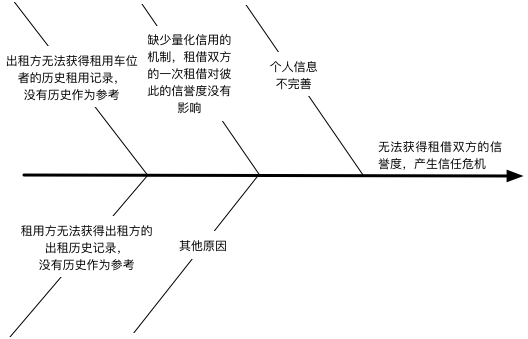 出租方无法获得租用车位
者的历史租用记录，
没有历史作为参考
缺少量化信用的
机制，租借双方
的一次租借对彼
此的信誉度没有
影响
个人信息
不完善
无法获得租借双方的信
誉度，产生信任危机
租用方无法获得出租方的
出租历史记录，
没有历史作为参考
其他原因